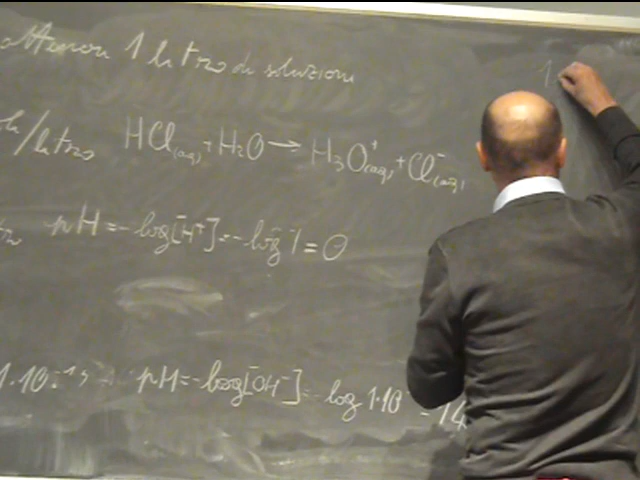 ottenere 1 litro di soluzione
/litro HCl(aq) + H2O → H3O+(aq) + Cl-(aq)
pH = -log[H+] = -log 1 = 0
1·10 pH = -log[OH-] = -log 1·10 = 14
1